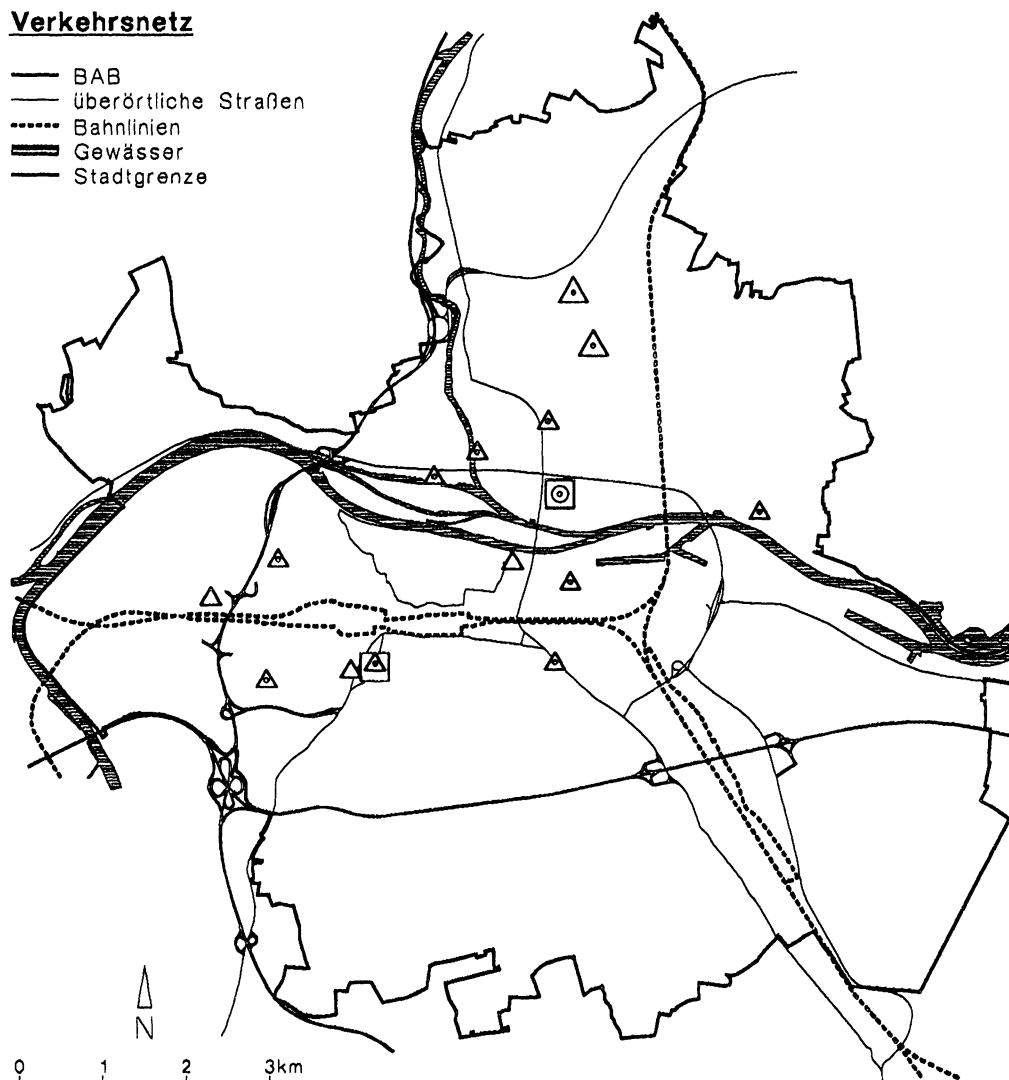 Verkehrsnetz
BAB
überörtliche Straßen
Bahnlinien
Gewässer
Stadtgrenze
N
0 1 2 3km